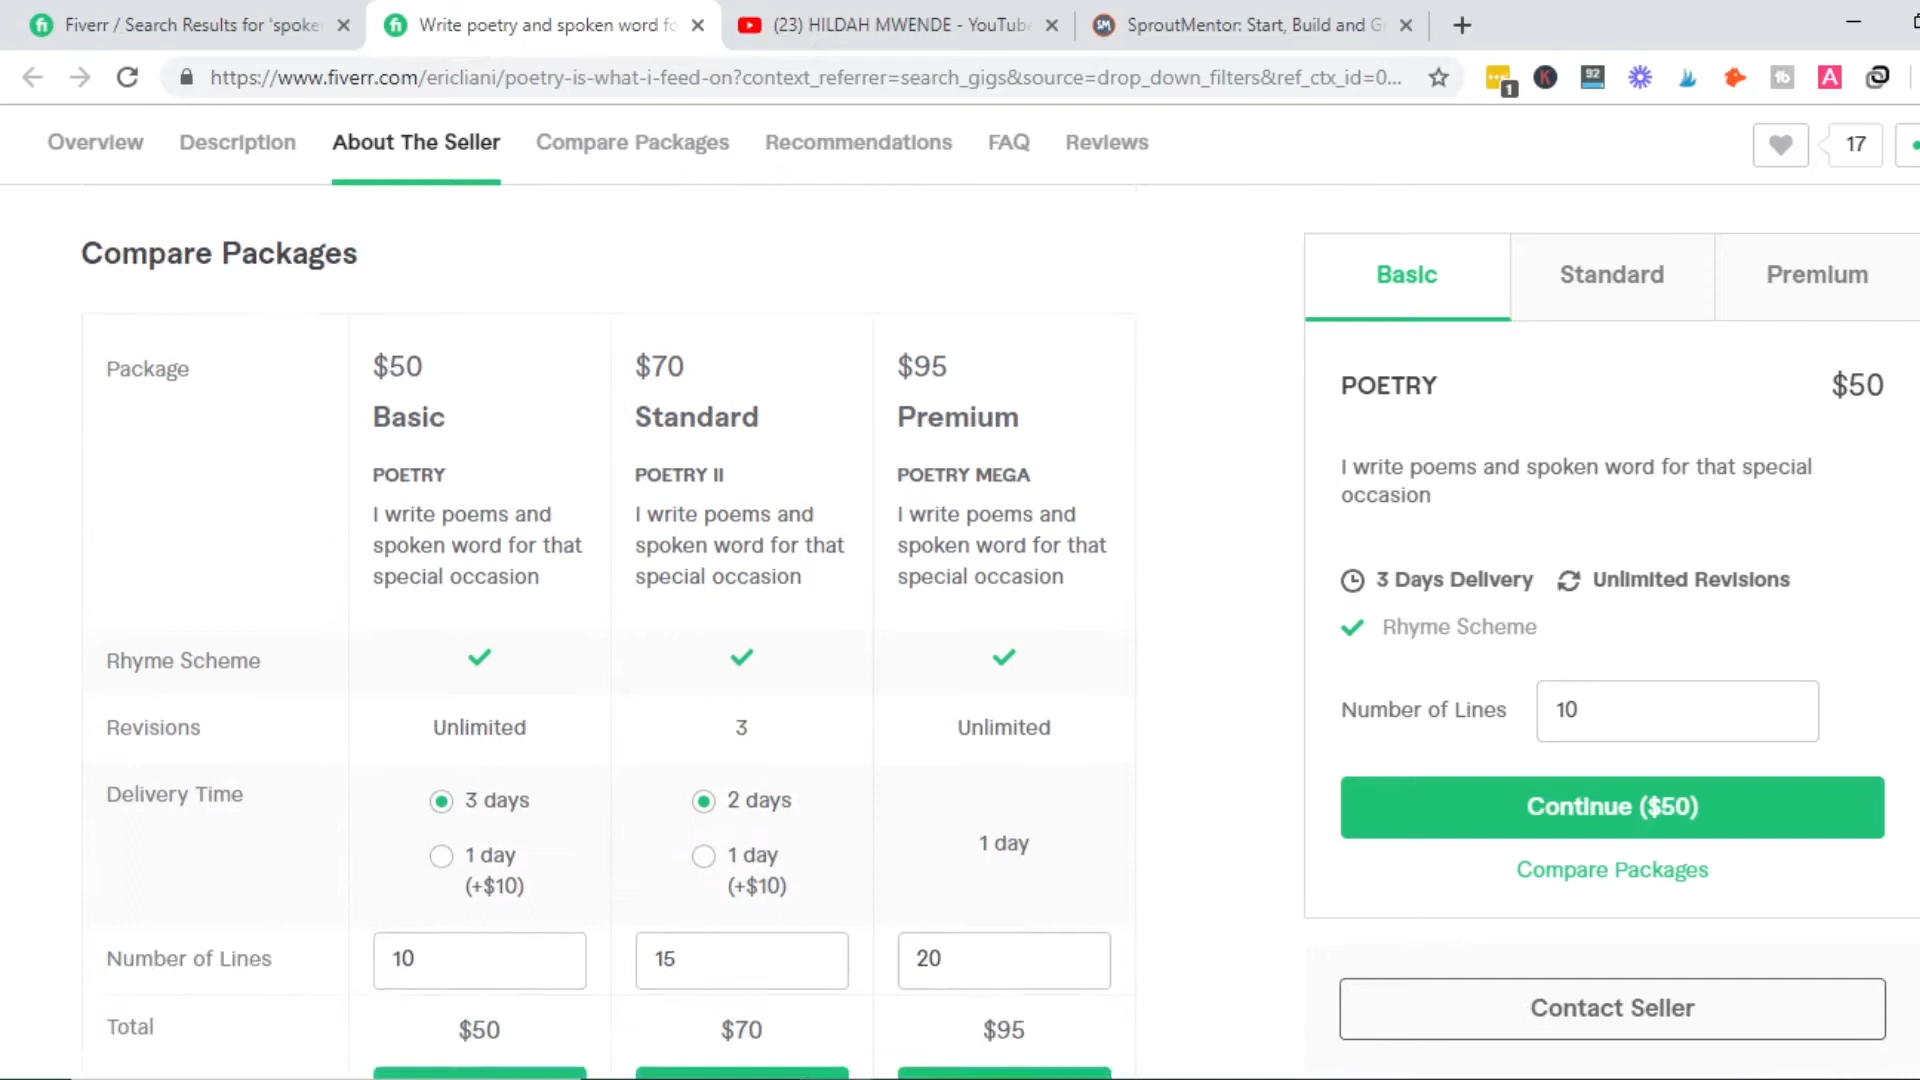 Fiverr / Search Results for 'spoke
Write poetry and spoken word fo
(23) HILDAH MWENDE - YouTub
SproutMentor: Start, Build and G
https://www.fiverr.com/ericliani/poetry-is-what-i-feed-on?context_referrer=search_gigs&source=drop_down_filters&ref_ctx_id=0...
1
K
92
tb
A
Overview
Description
About The Seller
Compare Packages
Recommendations
FAQ
Reviews
17
Compare Packages
Package
$50
Basic
POETRY
I write poems and
spoken word for that
special occasion
$70
Standard
POETRY II
I write poems and
spoken word for that
special occasion
$95
Premium
POETRY MEGA
I write poems and
spoken word for that
special occasion
Rhyme Scheme
Revisions
Unlimited
3
Unlimited
Delivery Time
3 days
1 day
(+$10)
2 days
1 day
(+$10)
1 day
Number of Lines
10
15
20
Total
$50
$70
$95
Basic
Standard
Premium
POETRY
$50
I write poems and spoken word for that special
occasion
3 Days Delivery
Unlimited Revisions
Rhyme Scheme
Number of Lines
10
Continue ($50)
Compare Packages
Contact Seller